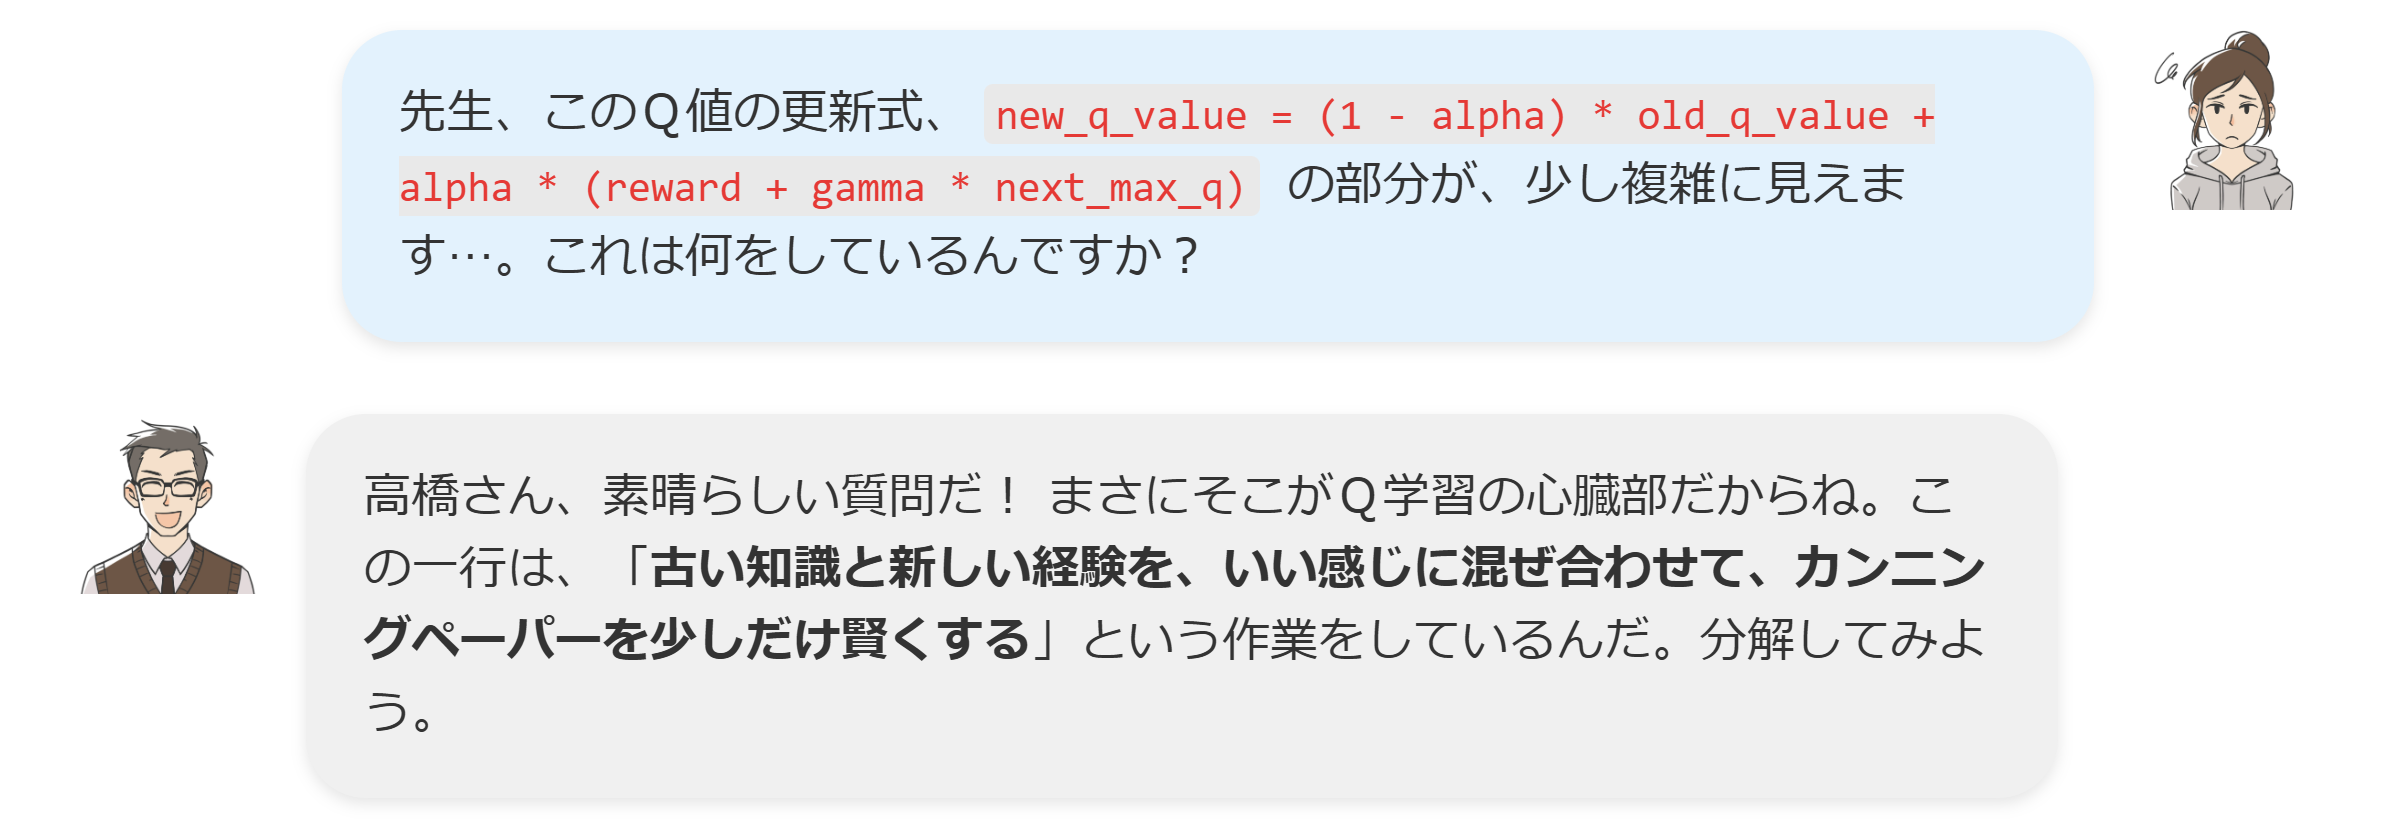 先生、このＱ値の更新式、 new_q_value = (1 - alpha) * old_q_value +
alpha * (reward + gamma * next_max_q) の部分が、少し複雑に見えま
す…。これは何をしているんですか？
高橋さん、素晴らしい質問だ！ まさにそこがＱ学習の心臓部だからね。こ
の一行は、「古い知識と新しい経験を、いい感じに混ぜ合わせて、カンニン
グペーパーを少しだけ賢くする」という作業をしているんだ。分解してみよ
う。